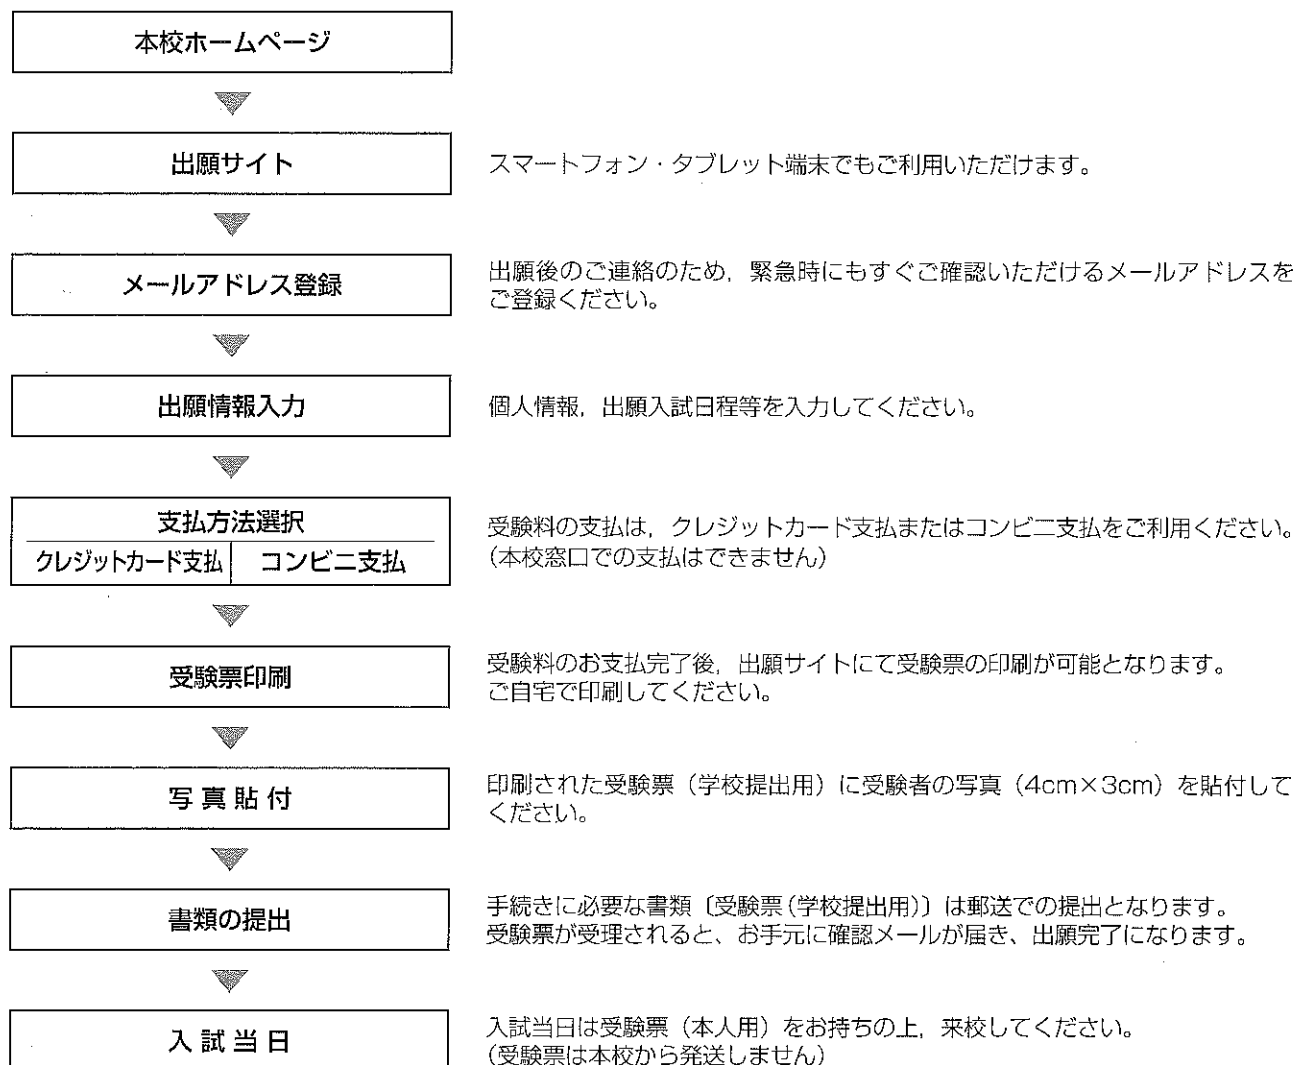 本校ホームページ
出願サイト
スマートフォン・タブレット端末でもご利用いただけます。
メールアドレス登録
出願後のご連絡のため，緊急時にもすぐご確認いただけるメールアドレスを
ご登録ください。
出願情報入力
個人情報，出願入試日程等を入力してください。
支払方法選択
クレジットカード支払 コンビニ支払
受験料の支払は，クレジットカード支払またはコンビニ支払をご利用ください。
（本校窓口での支払はできません）
受験票印刷
受験料のお支払完了後，出願サイトにて受験票の印刷が可能となります。
ご自宅で印刷してください。
写真貼付
印刷された受験票（学校提出用）に受験者の写真（4cm×3cm）を貼付して
ください。
書類の提出
手続きに必要な書類〔受験票（学校提出用）〕は郵送での提出となります。
受験票が受理されると、お手元に確認メールが届き、出願完了になります。
入試当日
入試当日は受験票（本人用）をお持ちの上，来校してください。
（受験票は本校から発送しません）